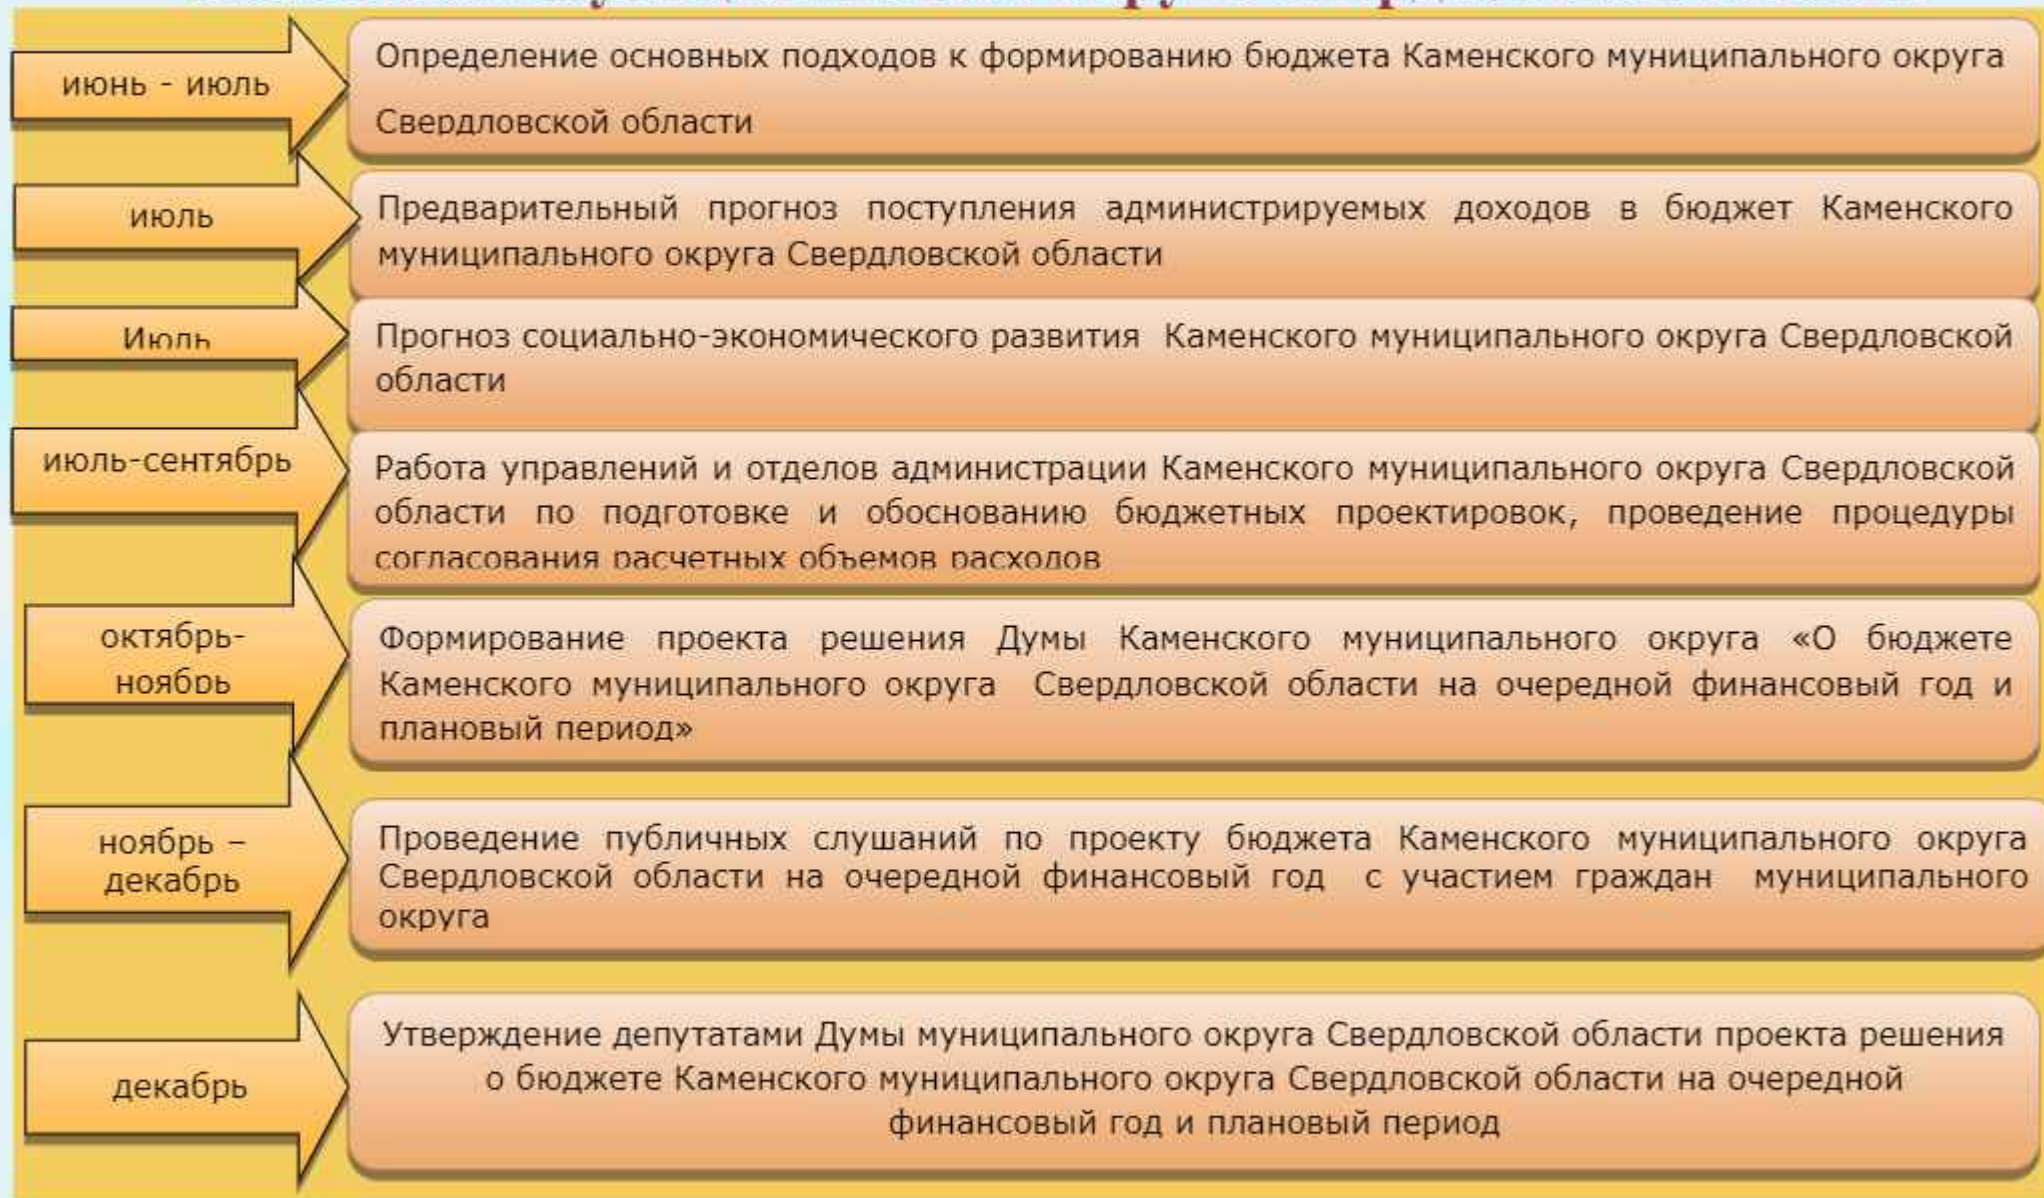 июнь - июль
Определение основных подходов к формированию бюджета Каменского муниципального округа
Свердловской области
июль
Предварительный прогноз поступления администрируемых доходов в бюджет Каменского
муниципального округа Свердловской области
Июль
Прогноз социально-экономического развития Каменского муниципального округа Свердловской
области
июль-сентябрь
Работа управлений и отделов администрации Каменского муниципального округа Свердловской
области по подготовке и обоснованию бюджетных проектировок, проведение процедуры
согласования расчетных объемов расходов
октябрь-
ноябрь
Формирование проекта решения Думы Каменского муниципального округа «О бюджете
Каменского муниципального округа Свердловской области на очередной финансовый год и
плановый период»
ноябрь –
декабрь
Проведение публичных слушаний по проекту бюджета Каменского муниципального округа
Свердловской области на очередной финансовый год с участием граждан муниципального
округа
декабрь
Утверждение депутатами Думы муниципального округа Свердловской области проекта решения
о бюджете Каменского муниципального округа Свердловской области на очередной
финансовый год и плановый период